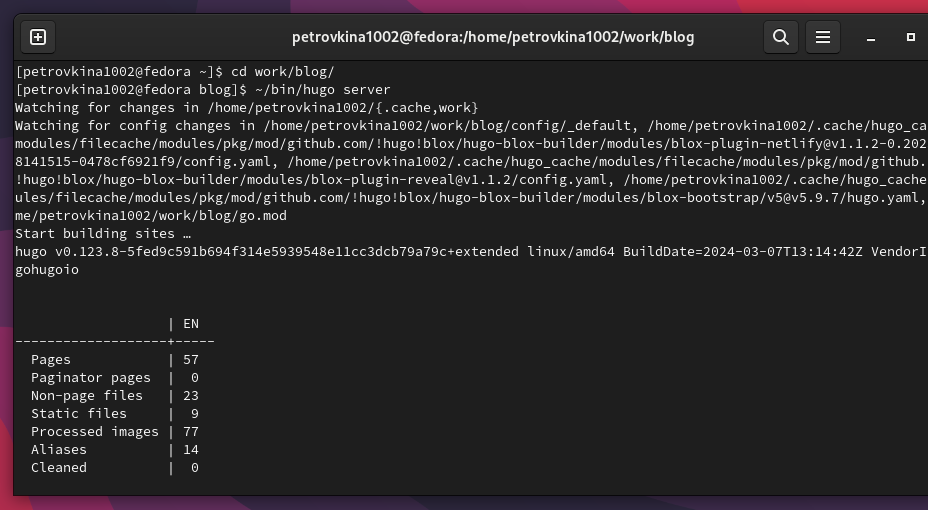 petrovkina1002@fedora:/home/petrovkina1002/work/blog
[petrovkina1002@fedora ~]$ cd work/blog/
[petrovkina1002@fedora blog]$ ~/bin/hugo server
Watching for changes in /home/petrovkina1002/{.cache,work}
Watching for config changes in /home/petrovkina1002/work/blog/config/_default, /home/petrovkina1002/.cache/hugo_ca
modules/filecache/modules/pkg/mod/github.com/!hugo!blox/hugo-blox-builder/modules/blox-plugin-netlify@v1.1.2-0.202
8141515-0478cf6921f9/config.yaml, /home/petrovkina1002/.cache/hugo_cache/modules/filecache/modules/pkg/mod/github.
!hugo!blox/hugo-blox-builder/modules/blox-plugin-reveal@v1.1.2/config.yaml, /home/petrovkina1002/.cache/hugo_cache
ules/filecache/modules/pkg/mod/github.com/!hugo!blox/hugo-blox-builder/modules/blox-bootstrap/v5@v5.9.7/hugo.yaml,
me/petrovkina1002/work/blog/go.mod
Start building sites …
hugo v0.123.8-5fed9c591b694f314e5939548e11cc3dcb79a79c+extended linux/amd64 BuildDate=2024-03-07T13:14:42Z VendorI
gohugoio
                   | EN
-------------------+-----
  Pages            | 57
  Paginator pages  |  0
  Non-page files   | 23
  Static files     |  9
  Processed images | 77
  Aliases          | 14
  Cleaned          |  0